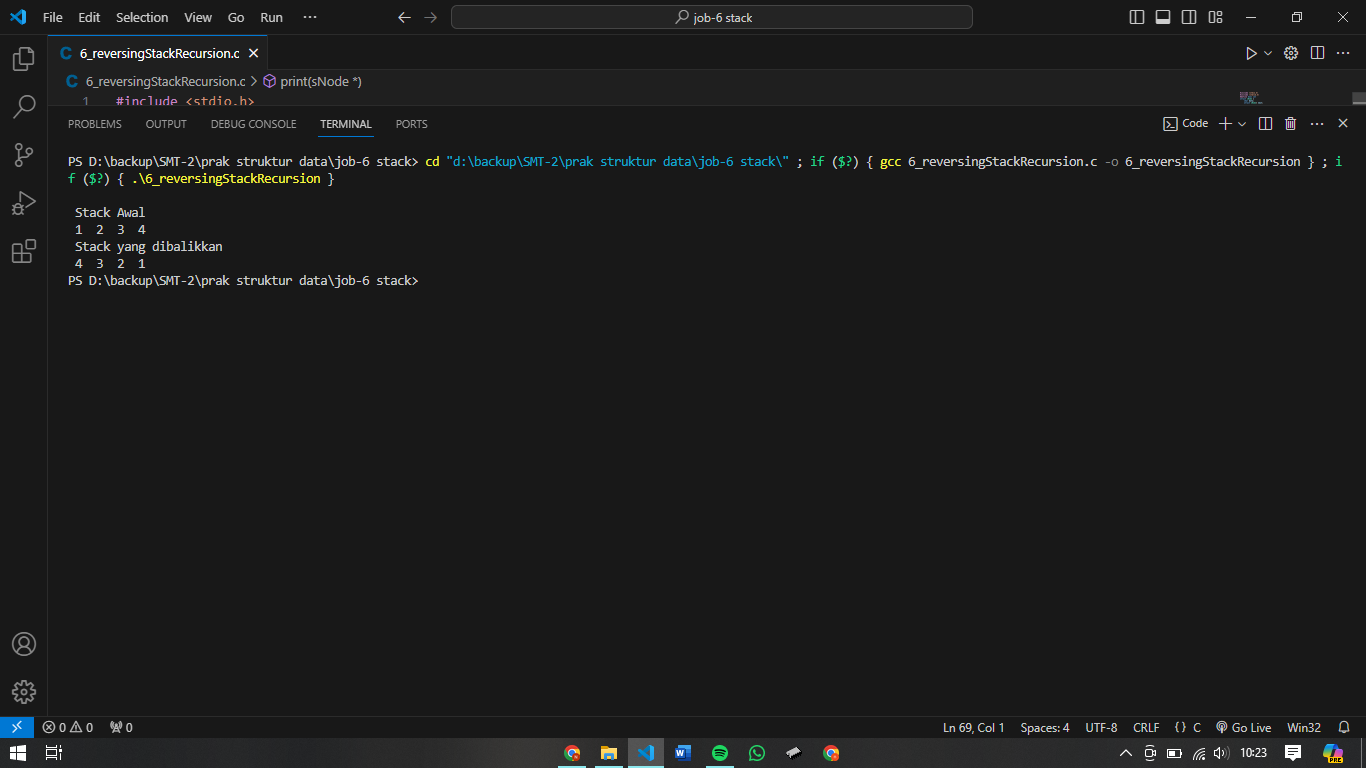 File Edit Selection View Go Run ··· job-6 stack
C 6_reversingStackRecursion.c
C 6_reversingStackRecursion.c > print(sNode *)
1 #include <stdio.h>
PROBLEMS OUTPUT DEBUG CONSOLE TERMINAL PORTS Code
PS D:\backup\SMT-2\prak struktur data\job-6 stack> cd "d:\backup\SMT-2\prak struktur data\job-6 stack\" ; if ($?) { gcc 6_reversingStackRecursion.c -o 6_reversingStackRecursion } ; i
f ($?) { .\6_reversingStackRecursion }
Stack Awal
1 2 3 4
Stack yang dibalikkan
4 3 2 1
PS D:\backup\SMT-2\prak struktur data\job-6 stack>
0 0 0 Ln 69, Col 1 Spaces: 4 UTF-8 CRLF { } C Go Live Win32
10:23 PRE